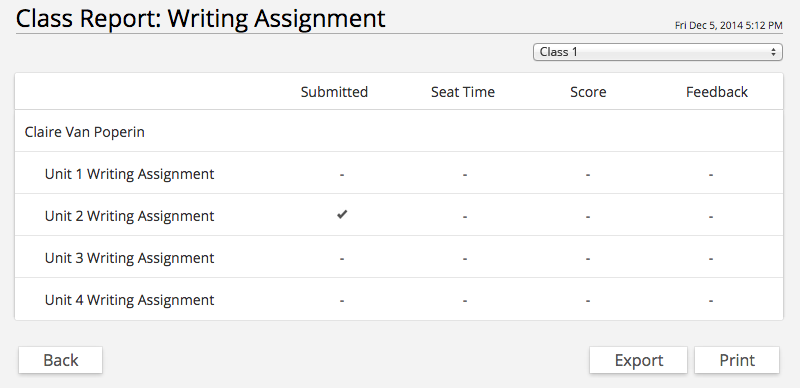 Class Report: Writing Assignment
Fri Dec 5, 2014 5:12 PM
Class 1
Submitted Seat Time Score Feedback
Claire Van Poperin
Unit 1 Writing Assignment - - - -
Unit 2 Writing Assignment ✔ - - -
Unit 3 Writing Assignment - - - -
Unit 4 Writing Assignment - - - -
Back Export Print